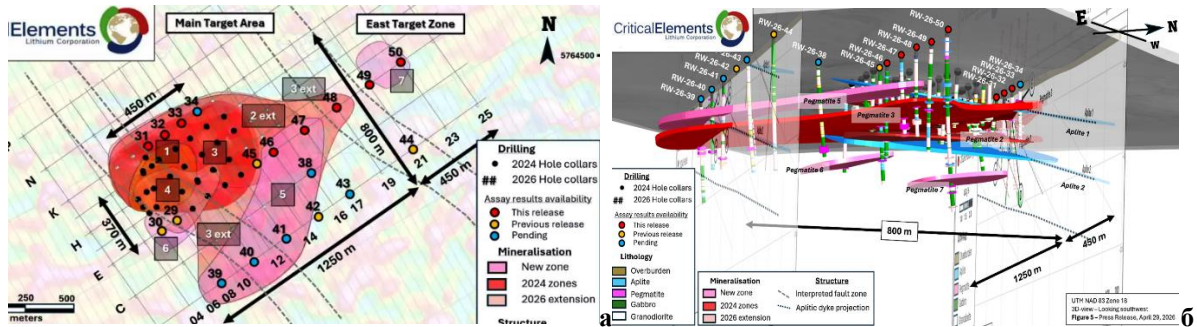 Elements
Lithium Corporation
Main Target Area
East Target Zone
N
5764500
50
7
49
3 ext
48
450 m
34
33
2 ext
47
800 m
32
31
1
3
45
46
44
25
23
21
450 m
38
4
5
43
19
29
42
17
16
30
3 ext
14
370 m
6
41
1250 m
40
12
39
10
08
06
04
N
K
H
E
C
250
500
meters
Drilling
2024 Hole collars
## 2026 Hole collars
Assay results availability
This release
Previous release
Pending
Mineralisation
New zone
2024 zones
2026 extension
Structure
а
CriticalElements
Lithium Corporation
RW-26-44
RW-26-50
RW-26-49
RW-26-48
RW-26-47
RW-26-46
RW-26-45
RW-26-38
RW-26-43
RW-26-42
RW-26-41
RW-26-40
RW-26-39
RW-26-34
RW-26-33
RW-26-32
E
N
W
Pegmatite 5
Pegmatite 3
Pegmatite 2
Pegmatite 6
Pegmatite 7
Aplite 1
Aplite 2
800 m
450 m
1250 m
Drilling
2024 Hole collars
## 2026 Hole collars
Assay results availability
This release
Previous release
Pending
Lithology
Overburden
Aplite
Pegmatite
Gabbro
Granodiorite
Mineralisation
New zone
2024 zones
2026 extension
Structure
Interpreted fault zone
Aplitic dyke projection
UTM NAD 83 Zone 18
3D-view – Looking southwest
Figure 5 – Press Release, April 29, 2026
б